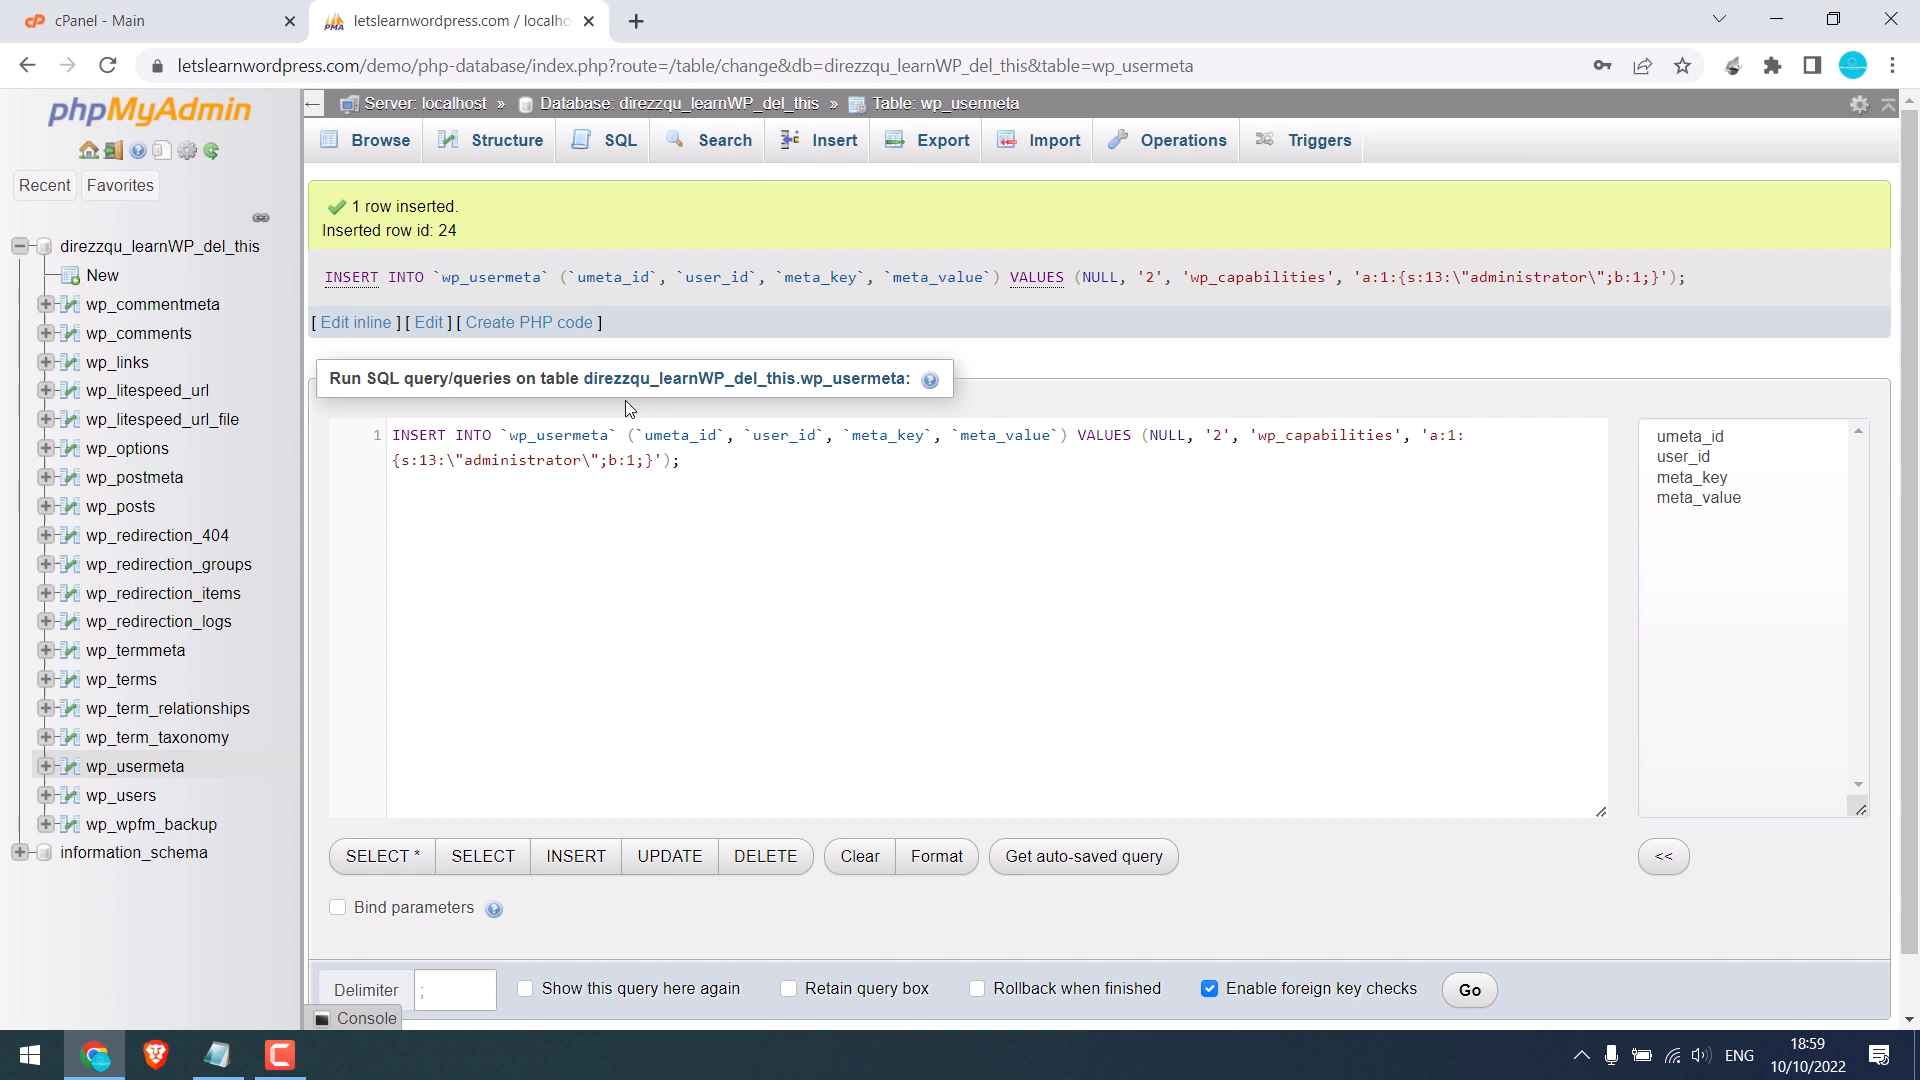 cPanel - Main
letslearnwordpress.com / localho
letslearnwordpress.com/demo/php-database/index.php?route=/table/change&db=direzzqu_learnWP_del_this&table=wp_usermeta
phpMyAdmin
Recent
Favorites
direzzqu_learnWP_del_this
New
wp_commentmeta
wp_comments
wp_links
wp_litespeed_url
wp_litespeed_url_file
wp_options
wp_postmeta
wp_posts
wp_redirection_404
wp_redirection_groups
wp_redirection_items
wp_redirection_logs
wp_termmeta
wp_terms
wp_term_relationships
wp_term_taxonomy
wp_usermeta
wp_users
wp_wpfm_backup
information_schema
Server: localhost » Database: direzzqu_learnWP_del_this » Table: wp_usermeta
Browse
Structure
SQL
Search
Insert
Export
Import
Operations
Triggers
1 row inserted.
Inserted row id: 24
INSERT INTO `wp_usermeta` (`umeta_id`, `user_id`, `meta_key`, `meta_value`) VALUES (NULL, '2', 'wp_capabilities', 'a:1:{s:13:\"administrator\";b:1;}');
[ Edit inline ] [ Edit ] [ Create PHP code ]
Run SQL query/queries on table direzzqu_learnWP_del_this.wp_usermeta:
1 INSERT INTO `wp_usermeta` (`umeta_id`, `user_id`, `meta_key`, `meta_value`) VALUES (NULL, '2', 'wp_capabilities', 'a:1:
{s:13:\"administrator\";b:1;}');
umeta_id
user_id
meta_key
meta_value
SELECT *
SELECT
INSERT
UPDATE
DELETE
Clear
Format
Get auto-saved query
<<
Bind parameters
Delimiter
;
Show this query here again
Retain query box
Rollback when finished
Enable foreign key checks
Go
Console
ENG
18:59
10/10/2022